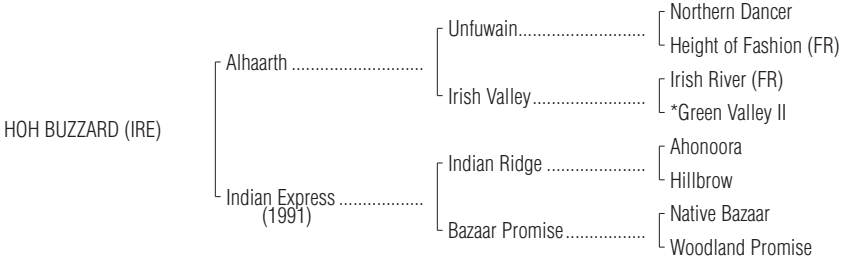 Northern Dancer
Unfuwain..........................
Height of Fashion (FR)
Alhaarth ..........................
Irish River (FR)
Irish Valley.......................
*Green Valley II
HOH BUZZARD (IRE)
Ahonoora
Indian Ridge ....................
Hillbrow
Indian Express .................
(1991)
Native Bazaar
Bazaar Promise................
Woodland Promise